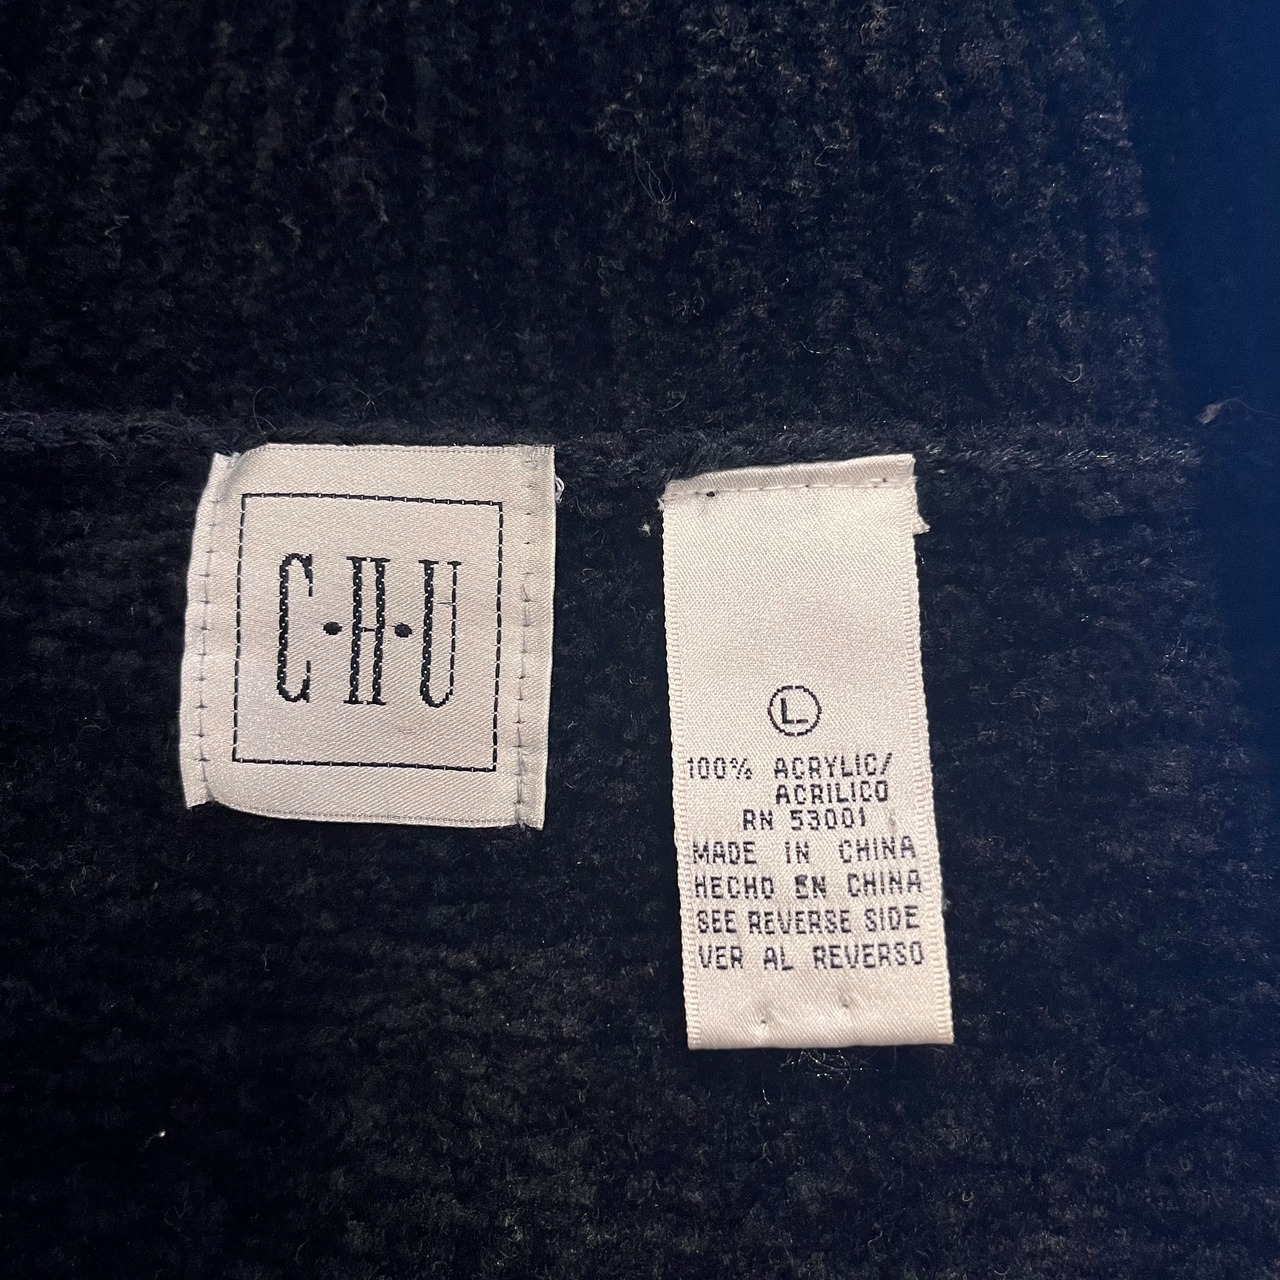 C·H·U
L
100% ACRYLIC/
ACRILICO
RN 53001
MADE IN CHINA
HECHO EN CHINA
SEE REVERSE SIDE
VER AL REVERSO